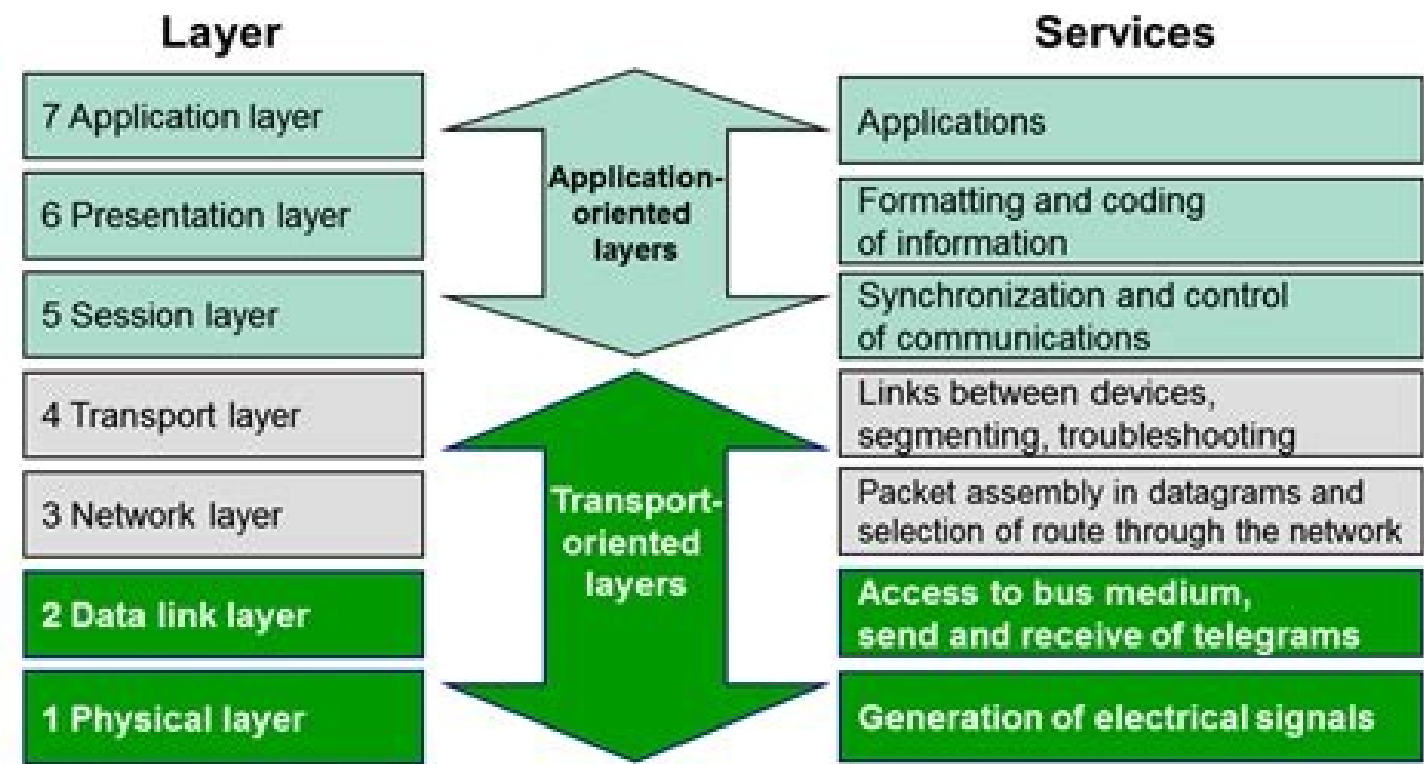 Layer
Services
7 Application layer
6 Presentation layer
5 Session layer
4 Transport layer
3 Network layer
2 Data link layer
1 Physical layer
Application-
oriented
layers
Transport-
oriented
layers
Applications
Formatting and coding
of information
Synchronization and control
of communications
Links between devices,
segmenting, troubleshooting
Packet assembly in datagrams and
selection of route through the network
Access to bus medium,
send and receive of telegrams
Generation of electrical signals